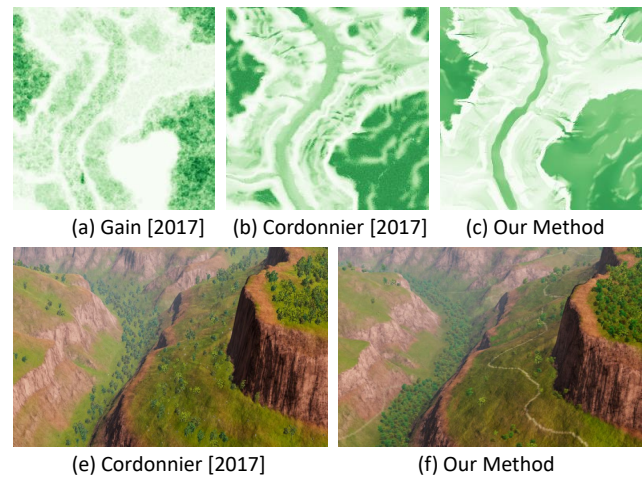 (a) Gain [2017] (b) Cordonnier [2017] (c) Our Method
(e) Cordonnier [2017] (f) Our Method